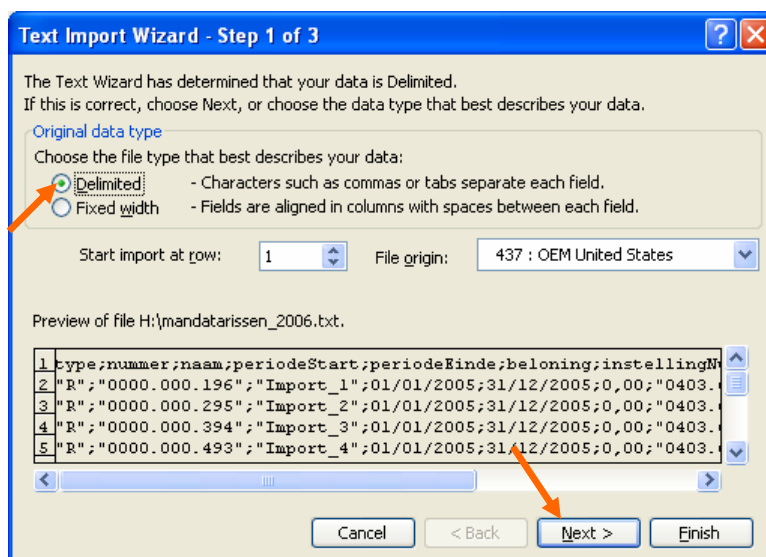 Text Import Wizard - Step 1 of 3
The Text Wizard has determined that your data is Delimited.
If this is correct, choose Next, or choose the data type that best describes your data.
Original data type
Choose the file type that best describes your data:
Delimited - Characters such as commas or tabs separate each field.
Fixed width - Fields are aligned in columns with spaces between each field.
Start import at row: 1 File origin: 437 : OEM United States
Preview of file H:\mandatarissen_2006.txt.
1 type;nummer;naam;periodeStart;periodeEinde;beloning;instellingN
2 "R";"0000.000.196";"Import_1";01/01/2005;31/12/2005;0,00;"0403.
3 "R";"0000.000.295";"Import_2";01/01/2005;31/12/2005;0,00;"0403.
4 "R";"0000.000.394";"Import_3";01/01/2005;31/12/2005;0,00;"0403.
5 "R";"0000.000.493";"Import_4";01/01/2005;31/12/2005;0,00;"0403.
Cancel < Back Next > Finish